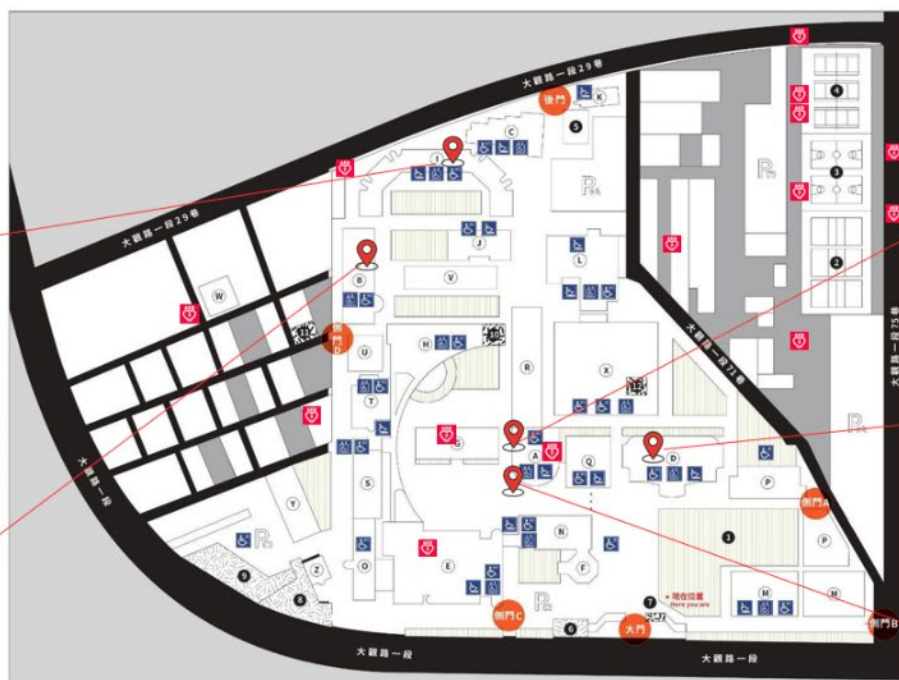 大觀路一段29巷
後門
K
C
5
4
I
3
大觀路一段29巷
J
B
L
V
2
W
11
側門D
10
大觀路一段75巷
U
H
R
X
大觀路一段71巷
12
T
G
A
D
Q
大觀路一段
S
P
側門A
Y
N
1
P
9
Z
O
E
F
8
現在位置
Here you are
M
M
7
側門C
6
大門
側門B
大觀路一段
大觀路一段